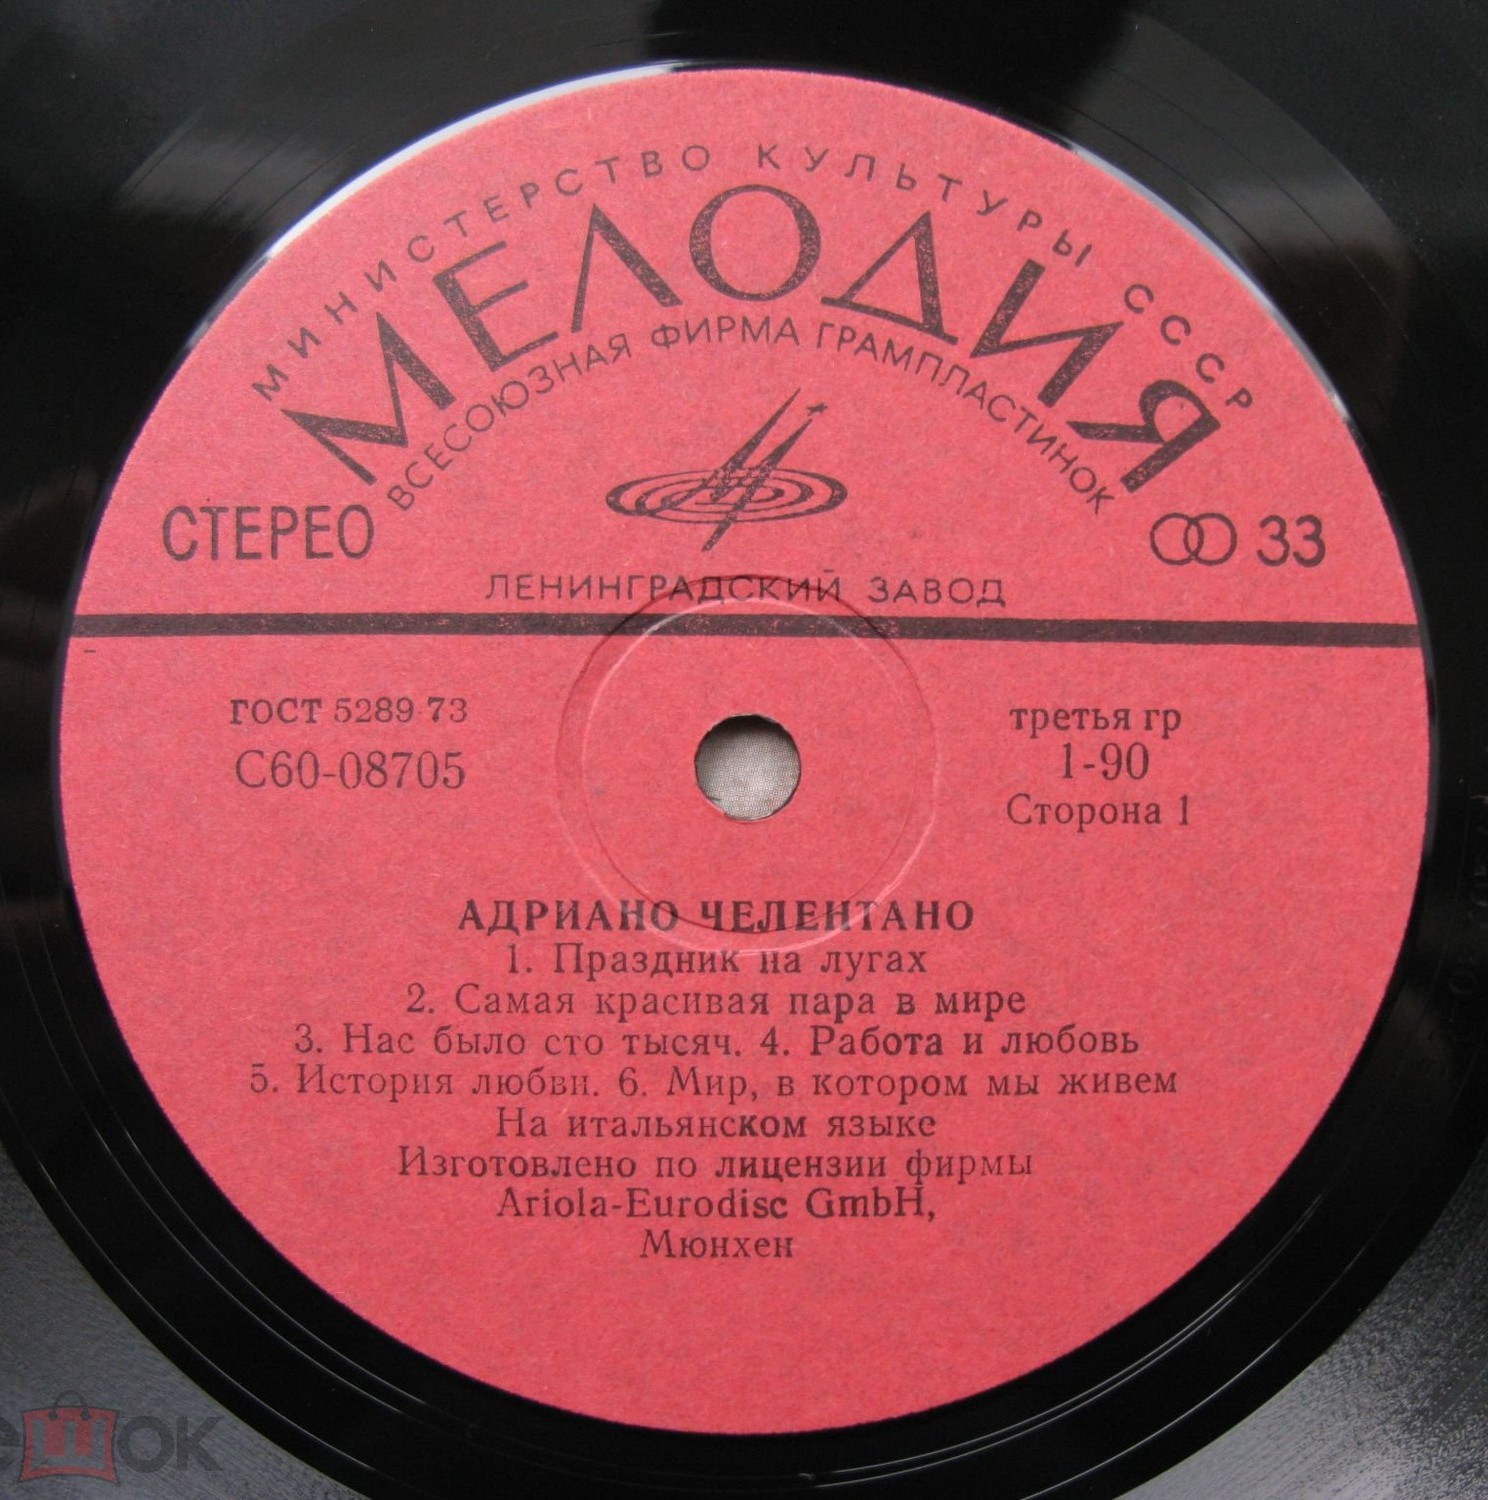 МИНИСТЕРСТВО КУЛЬТУРЫ СССР
МЕЛОДИЯ
ВСЕСОЮЗНАЯ ФИРМА ГРАМПЛАСТИНОК
СТЕРЕО
33
ЛЕНИНГРАДСКИЙ ЗАВОД
ГОСТ 5289-73
С60-08705
третья гр
1-90
Сторона 1
АДРИАНО ЧЕЛЕНТАНО
1. Праздник на лугах
2. Самая красивая пара в мире
3. Нас было сто тысяч. 4. Работа и любовь
5. История любви. 6. Мир, в котором мы живем
На итальянском языке
Изготовлено по лицензии фирмы
Ariola-Eurodisc GmbH,
Мюнхен
ешок